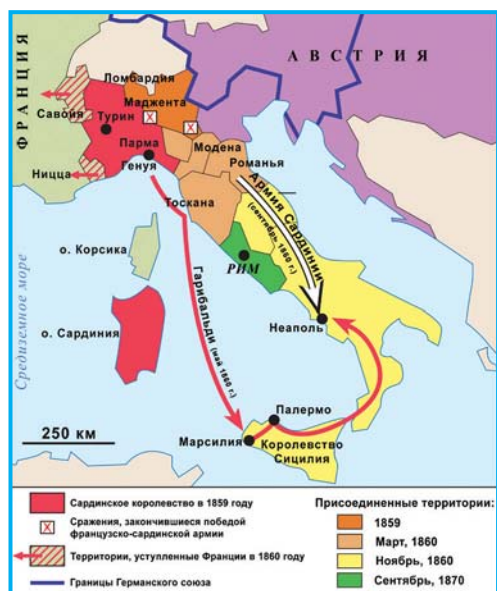 ФРАНЦИЯ
АВСТРИЯ
Ломбардия
Маджента
Савойя
Турин
Парма
Генуя
Модена
Романья
Ницца
Тоскана
Армия Сардинии
(сентябрь 1860 г.)
о. Корсика
РИМ
Гарибальди (май 1860 г.)
Средиземное море
о. Сардиния
Неаполь
Палермо
250 км
Марсилия
Королевство
Сицилия
Сардинское королевство в 1859 году
Сражения, закончившиеся победой
французско-сардинской армии
Территории, уступленные Франции в 1860 году
Границы Германского союза
Присоединенные территории:
1859
Март, 1860
Ноябрь, 1860
Сентябрь, 1870